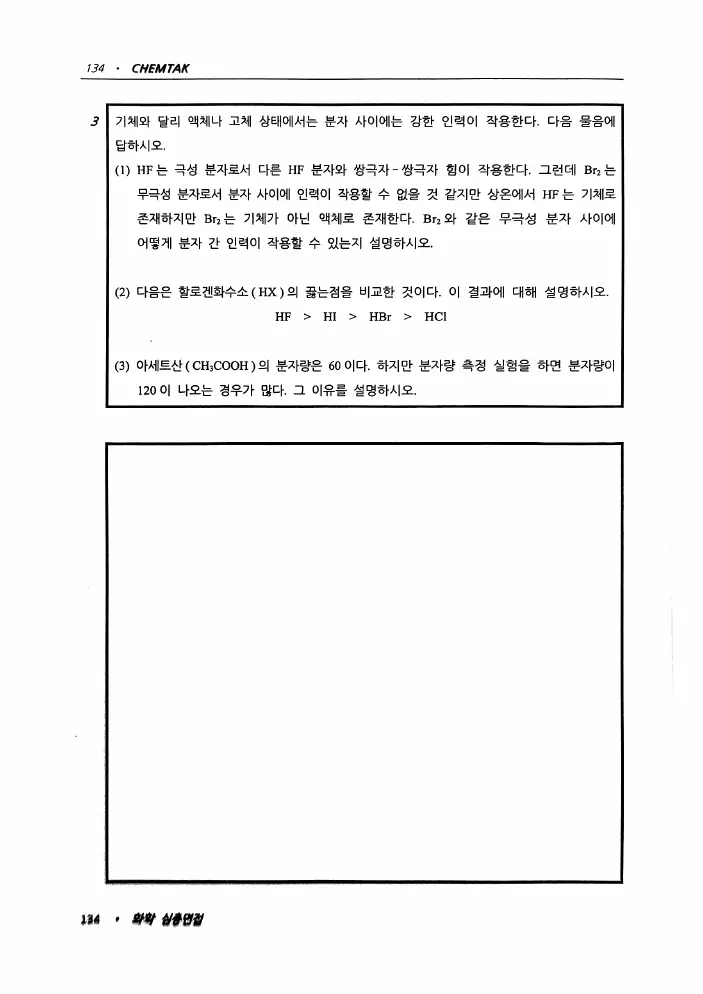 134 • CHEMTAK
3 기체와 달리 액체나 고체 상태에서는 분자 사이에는 강한 인력이 작용한다. 다음 물음에
답하시오.
(1) HF는 극성 분자로서 다른 HF 분자와 쌍극자-쌍극자 힘이 작용한다. 그런데 Br₂는
무극성 분자로서 분자 사이에 인력이 작용할 수 없을 것 같지만 상온에서 HF는 기체로
존재하지만 Br₂는 기체가 아닌 액체로 존재한다. Br₂와 같은 무극성 분자 사이에
어떻게 분자 간 인력이 작용할 수 있는지 설명하시오.
(2) 다음은 할로겐화수소(HX)의 끓는점을 비교한 것이다. 이 결과에 대해 설명하시오.
HF > HI > HBr > HCl
(3) 아세트산(CH₃COOH)의 분자량은 60이다. 하지만 분자량 측정 실험을 하면 분자량이
120이 나오는 경우가 많다. 그 이유를 설명하시오.
134 • 화학 심층면접